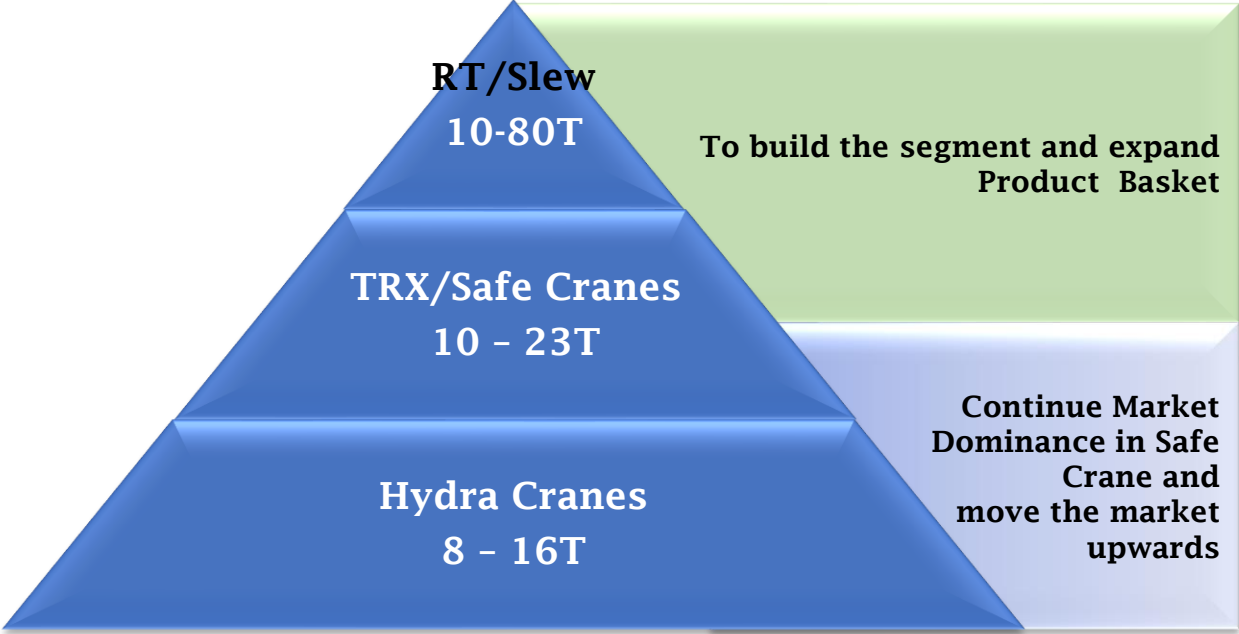 RT/Slew
10-80T
To build the segment and expand
Product Basket
TRX/Safe Cranes
10 – 23T
Continue Market
Dominance in Safe
Crane and
move the market
upwards
Hydra Cranes
8 – 16T